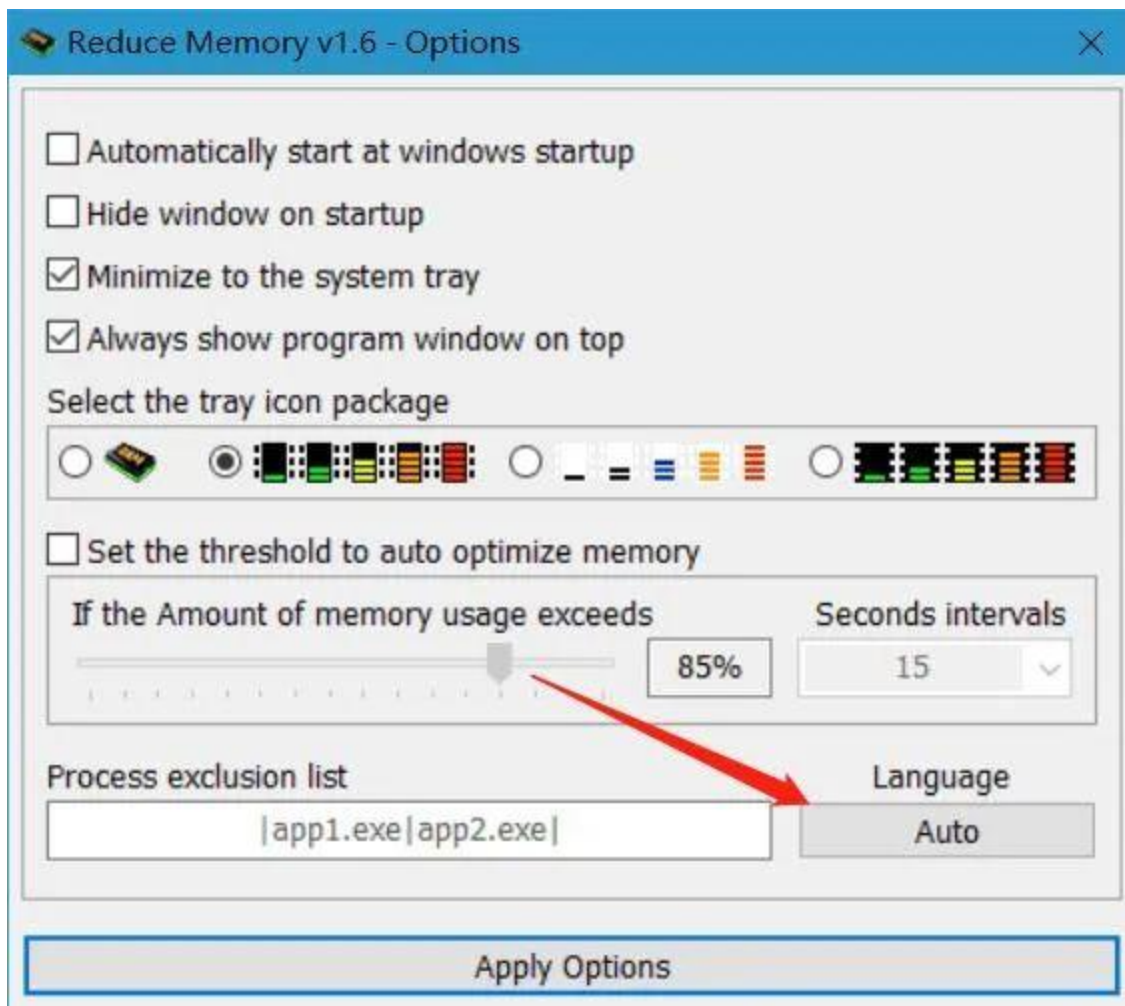 Reduce Memory v1.6 - Options
Automatically start at windows startup
Hide window on startup
Minimize to the system tray
Always show program window on top
Select the tray icon package
Set the threshold to auto optimize memory
If the Amount of memory usage exceeds
Seconds intervals
85%
15
Process exclusion list
Language
|app1.exe|app2.exe|
Auto
Apply Options